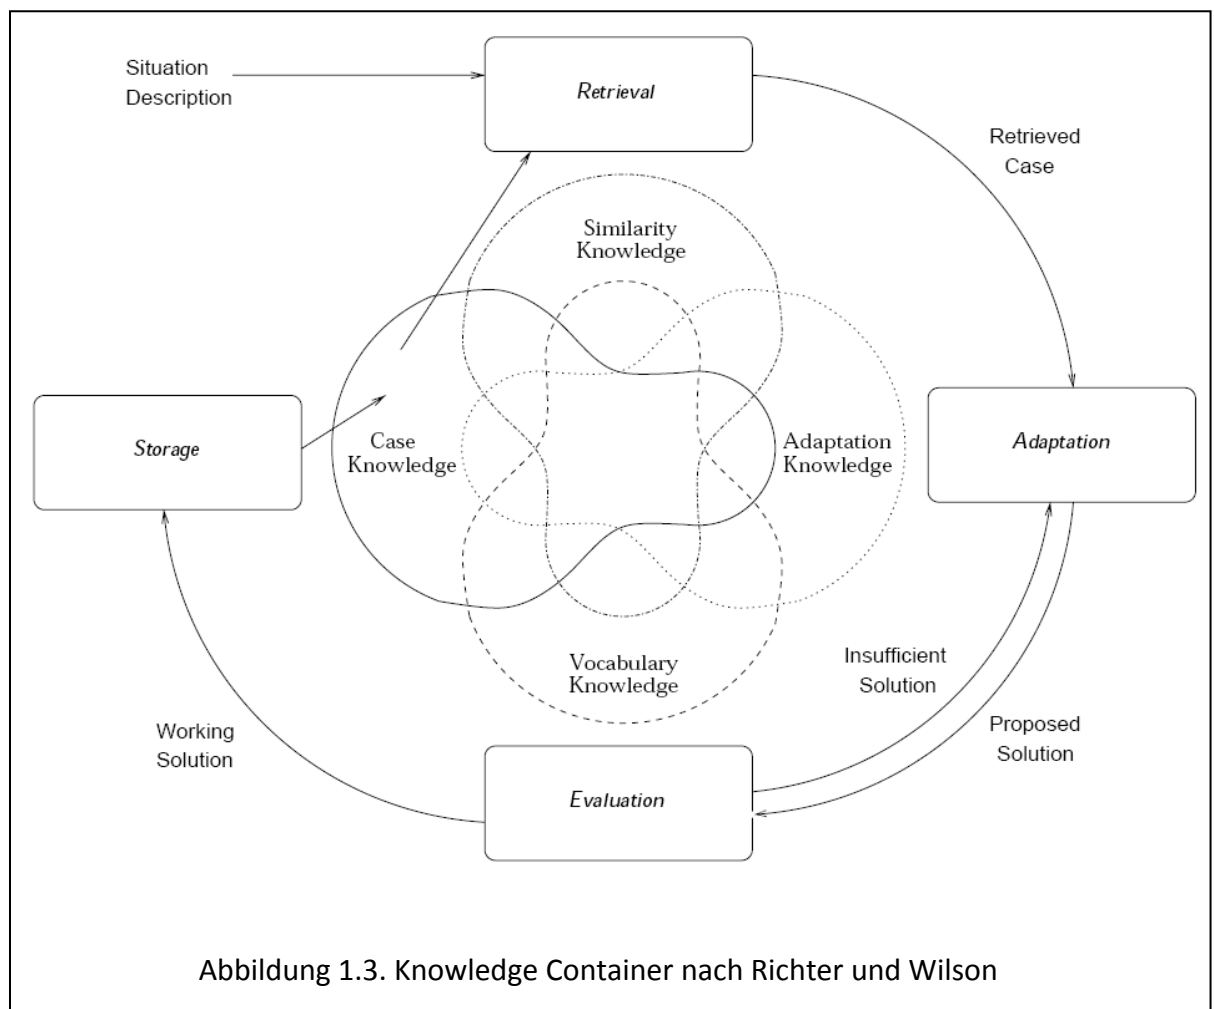 Situation
Description
Retrieval
Retrieved
Case
Similarity
Knowledge
Case
Knowledge
Adaptation
Knowledge
Storage
Adaptation
Vocabulary
Knowledge
Insufficient
Solution
Proposed
Solution
Working
Solution
Evaluation
Abbildung 1.3. Knowledge Container nach Richter und Wilson